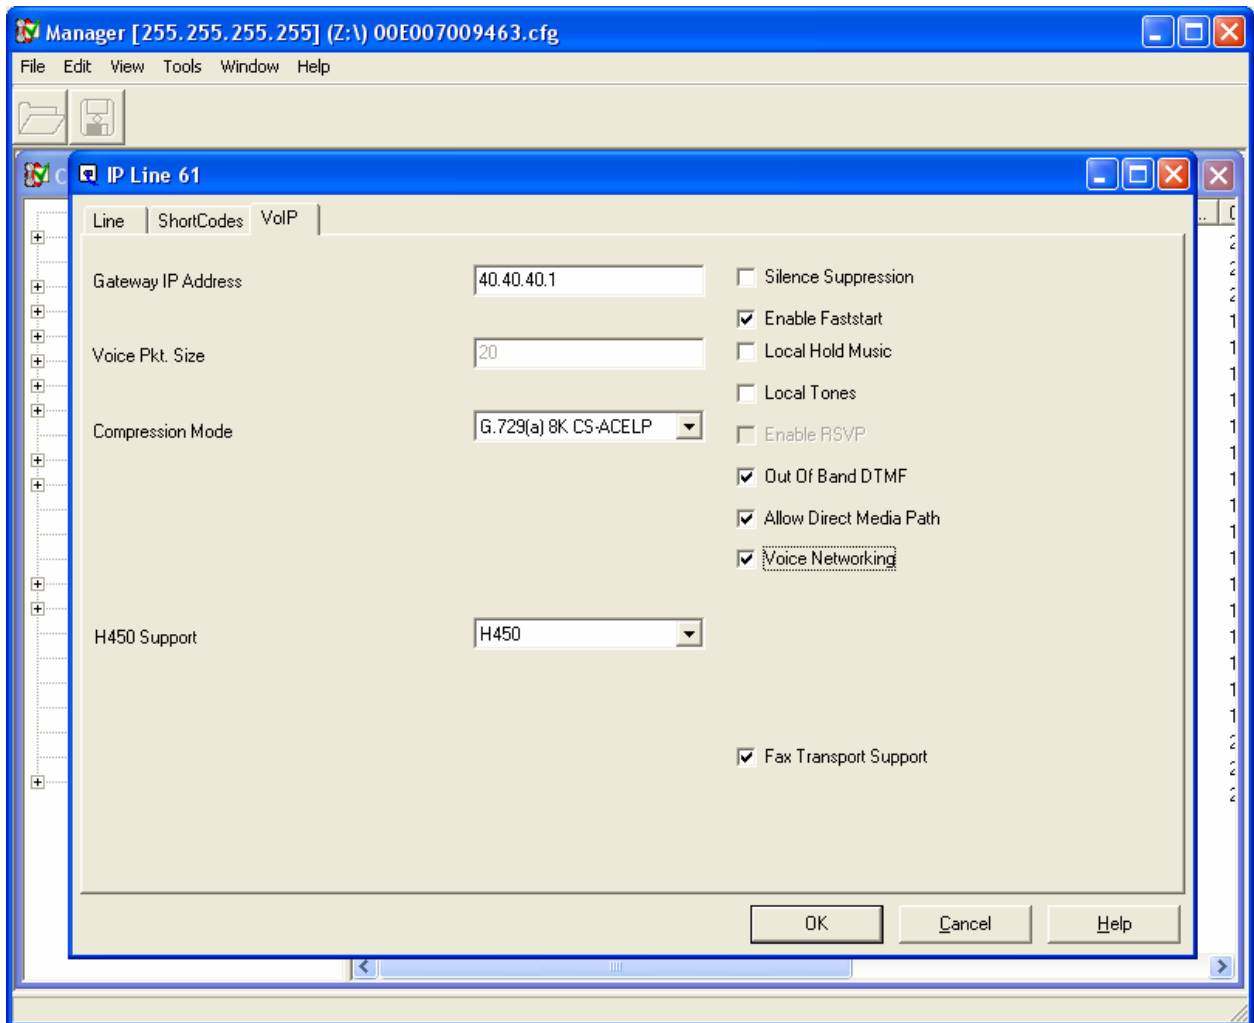 Manager [255.255.255.255] (Z:\) 00E007009463.cfg
File Edit View Tools Window Help
IP Line 61
Line ShortCodes VoIP
Gateway IP Address 40.40.40.1
Silence Suppression
Enable Faststart
Voice Pkt. Size 20
Local Hold Music
Local Tones
Compression Mode G.729(a) 8K CS-ACELP
Enable RSVP
Out Of Band DTMF
Allow Direct Media Path
Voice Networking
H450 Support H450
Fax Transport Support
OK Cancel Help